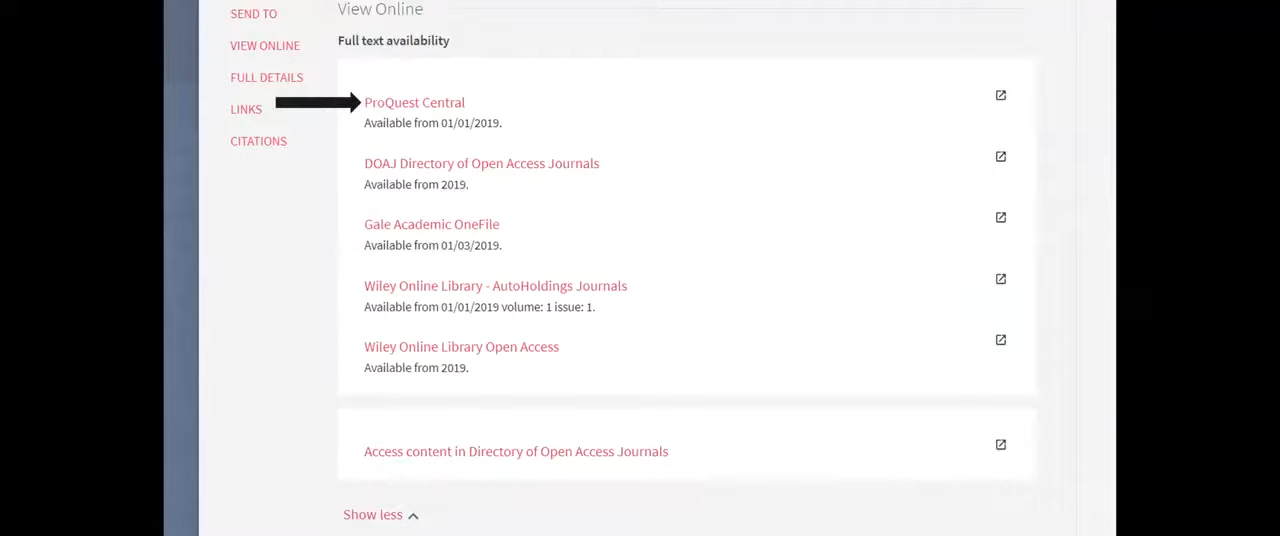 SEND TO
VIEW ONLINE
FULL DETAILS
LINKS
CITATIONS
View Online
Full text availability
ProQuest Central
Available from 01/01/2019.
DOAJ Directory of Open Access Journals
Available from 2019.
Gale Academic OneFile
Available from 01/03/2019.
Wiley Online Library - AutoHoldings Journals
Available from 01/01/2019 volume: 1 issue: 1.
Wiley Online Library Open Access
Available from 2019.
Access content in Directory of Open Access Journals
Show less